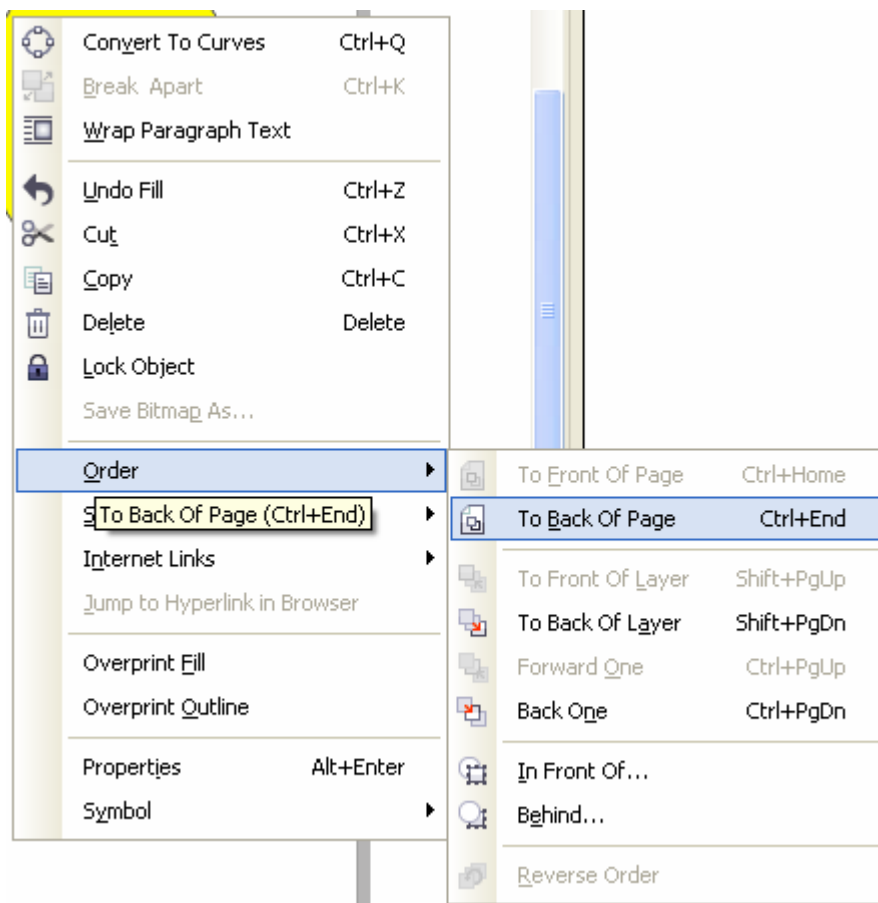 Convert To Curves Ctrl+Q
Break Apart Ctrl+K
Wrap Paragraph Text
Undo Fill Ctrl+Z
Cut Ctrl+X
Copy Ctrl+C
Delete Delete
Lock Object
Save Bitmap As...
Order
S
To Back Of Page (Ctrl+End)
Internet Links
Jump to Hyperlink in Browser
Overprint Fill
Overprint Outline
Properties Alt+Enter
Symbol
To Front Of Page Ctrl+Home
To Back Of Page Ctrl+End
To Front Of Layer Shift+PgUp
To Back Of Layer Shift+PgDn
Forward One Ctrl+PgUp
Back One Ctrl+PgDn
In Front Of...
Behind...
Reverse Order